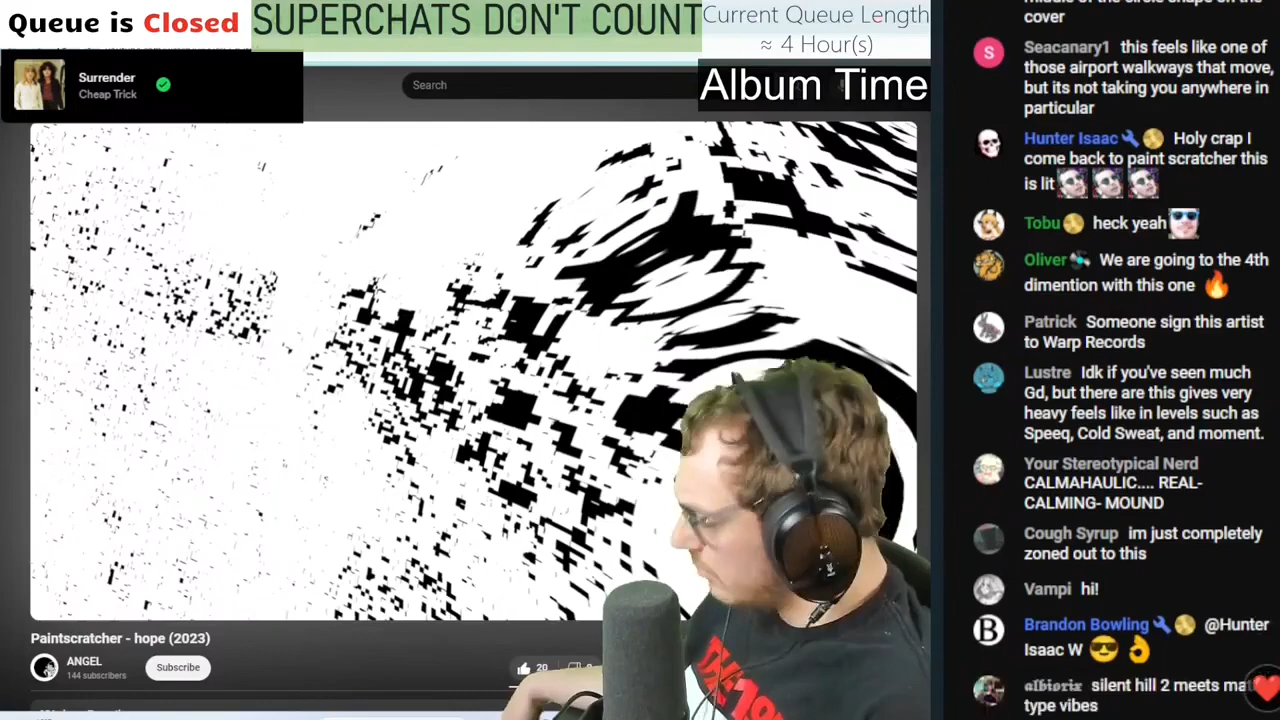 Queue is Closed
SUPERCHATS DON'T COUNT
Current Queue Length
≈ 4 Hour(s)
Album Time
Surrender
Cheap Trick
Search
Paintscratcher - hope (2023)
ANGEL
144 subscribers
Subscribe
20
middle of the circle shape on the
cover
S
Seacanary1 this feels like one of
those airport walkways that move,
but its not taking you anywhere in
particular
Hunter Isaac Holy crap I
come back to paint scratcher this
is lit
Tobu heck yeah
Oliver We are going to the 4th
dimention with this one 🔥
Patrick Someone sign this artist
to Warp Records
Lustre Idk if you've seen much
Gd, but there are this gives very
heavy feels like in levels such as
Speeq, Cold Sweat, and moment.
Your Stereotypical Nerd
CALMAHAULIC.... REAL-
CALMING- MOUND
Cough Syrup im just completely
zoned out to this
Vampi hi!
B
Brandon Bowling @Hunter
Isaac W 😎 👌
albiorix silent hill 2 meets
type vibes